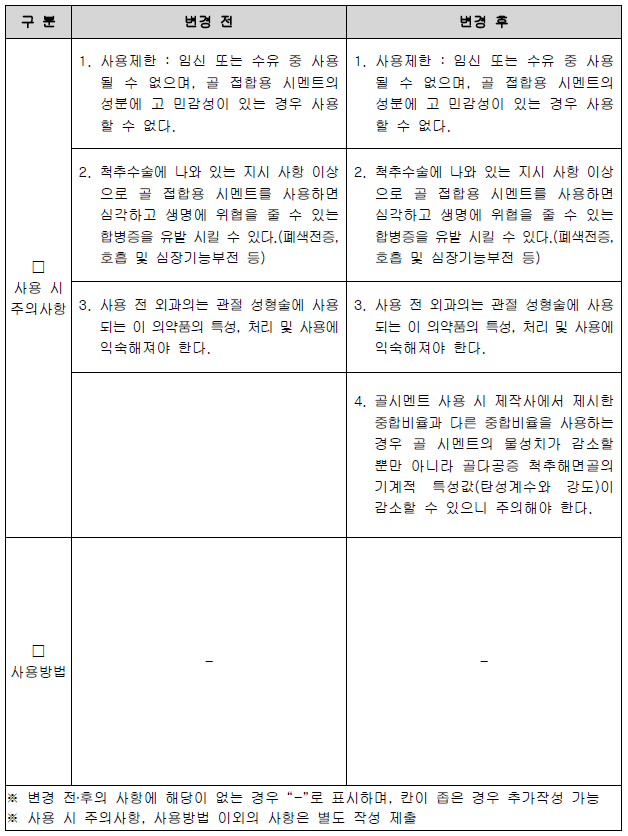 구 분
변경 전
변경 후
□
사용 시
주의사항
1. 사용제한 : 임신 또는 수유 중 사용
될 수 없으며, 골 접합용 시멘트의
성분에 고 민감성이 있는 경우 사용
할 수 없다.
1. 사용제한 : 임신 또는 수유 중 사용
될 수 없으며, 골 접합용 시멘트의
성분에 고 민감성이 있는 경우 사용
할 수 없다.
2. 척추수술에 나와 있는 지시 사항 이상
으로 골 접합용 시멘트를 사용하면
심각하고 생명에 위협을 줄 수 있는
합병증을 유발 시킬 수 있다.(폐색전증,
호흡 및 심장기능부전 등)
2. 척추수술에 나와 있는 지시 사항 이상
으로 골 접합용 시멘트를 사용하면
심각하고 생명에 위협을 줄 수 있는
합병증을 유발 시킬 수 있다.(폐색전증,
호흡 및 심장기능부전 등)
3. 사용 전 외과의는 관절 성형술에 사용
되는 이 의약품의 특성, 처리 및 사용에
익숙해져야 한다.
3. 사용 전 외과의는 관절 성형술에 사용
되는 이 의약품의 특성, 처리 및 사용에
익숙해져야 한다.
4. 골시멘트 사용 시 제작사에서 제시한
중합비율과 다른 중합비율을 사용하는
경우 골 시멘트의 물성치가 감소할
뿐만 아니라 골다공증 척추해면골의
기계적 특성값(탄성계수와 강도)이
감소할 수 있으니 주의해야 한다.
□
사용방법
-
-
※ 변경 전·후의 사항에 해당이 없는 경우 “-”로 표시하며, 칸이 좁은 경우 추가작성 가능
※ 사용 시 주의사항, 사용방법 이외의 사항은 별도 작성 제출